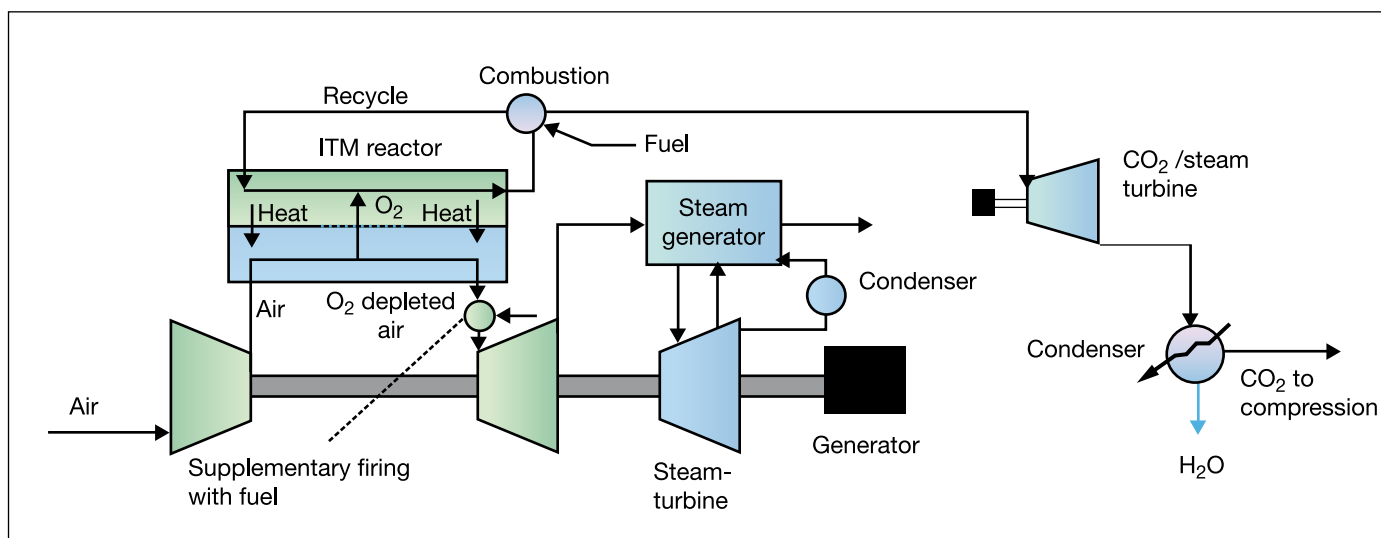 Combustion
Recycle
Fuel
ITM reactor
CO₂ /steam
turbine
Heat
O₂
Heat
Steam
generator
Condenser
Air
O₂ depleted
air
Condenser
CO₂ to
compression
Air
Generator
Supplementary firing
with fuel
Steam-
turbine
H₂O